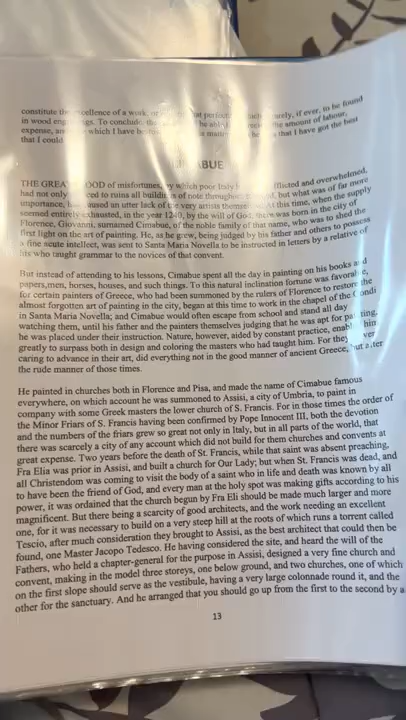 constitute the excellence of a work, or if ever, to be found
in wood engravings. To conclude, the amount of labour,
expense, and which I have that I have got the best
that I could
CIMABUE
THE GREAT FLOOD of misfortunes, by which poor Italy afflicted and overwhelmed,
had not only reduced to ruins all buildings of note throughout but what was of far more
importance, had caused an utter lack of the very artists themselves. At this time, when the supply
seemed entirely exhausted, in the year 1240, by the will of God, there was born in the city of
Florence, Giovanni, surnamed Cimabue, of the noble family of that name, who was to shed the
first light on the art of painting. He, as he grew, being judged by his father and others to possess
a fine acute intellect, was sent to Santa Maria Novella to be instructed in letters by a relative of
his who taught grammar to the novices of that convent.
But instead of attending to his lessons, Cimabue spent all the day in painting on his books and
papers,men, horses, houses, and such things. To this natural inclination fortune was favorable,
for certain painters of Greece, who had been summoned by the rulers of Florence to restore the
almost forgotten art of painting in the city, began at this time to work in the chapel of the Gondi
in Santa Maria Novella; and Cimabue would often escape from school and stand all day
watching them, until his father and the painters themselves judging that he was apt for painting,
he was placed under their instruction. Nature, however, aided by constant practice, enabled him
greatly to surpass both in design and coloring the masters who had taught him. For they, never
caring to advance in their art, did everything not in the good manner of ancient Greece, but after
the rude manner of those times.
He painted in churches both in Florence and Pisa, and made the name of Cimabue famous
everywhere, on which account he was summoned to Assisi, a city of Umbria, to paint in
company with some Greek masters the lower church of S. Francis. For in those times the order of
the Minor Friars of S. Francis having been confirmed by Pope Innocent III, both the devotion
and the numbers of the friars grew so great not only in Italy, but in all parts of the world, that
there was scarcely a city of any account which did not build for them churches and convents at
great expense. Two years before the death of St. Francis, while that saint was absent preaching,
Fra Elia was prior in Assisi, and built a church for Our Lady; but when St. Francis was dead, and
all Christendom was coming to visit the body of a saint who in life and death was known by all
to have been the friend of God, and every man at the holy spot was making gifts according to his
power, it was ordained that the church begun by Fra Eli should be made much larger and more
magnificent. But there being a scarcity of good architects, and the work needing an excellent
one, for it was necessary to build on a very steep hill at the roots of which runs a torrent called
Tescio, after much consideration they brought to Assisi, as the best architect that could then be
found, one Master Jacopo Tedesco. He having considered the site, and heard the will of the
Fathers, who held a chapter-general for the purpose in Assisi, designed a very fine church and
convent, making in the model three storeys, one below ground, and two churches, one of which
on the first slope should serve as the vestibule, having a very large colonnade round it, and the
other for the sanctuary. And he arranged that you should go up from the first to the second by a
13